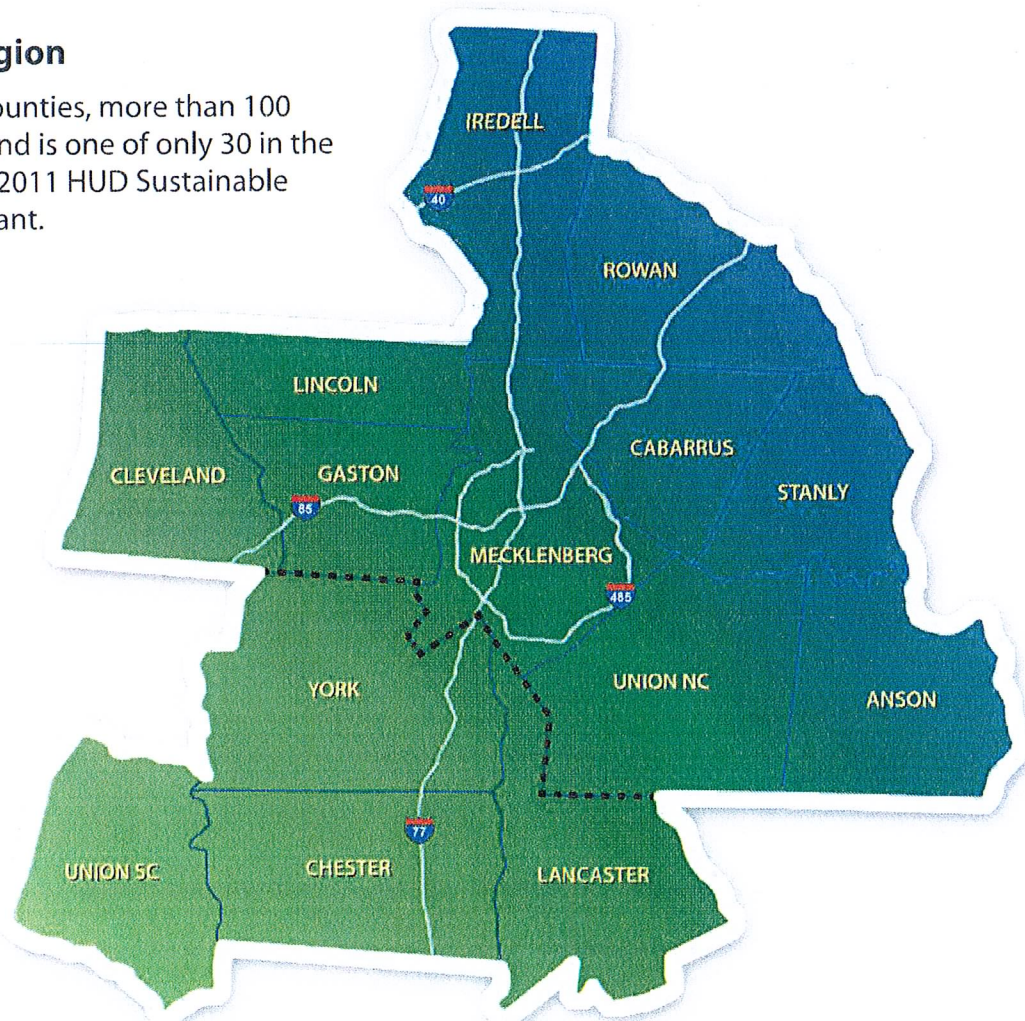 gion
ounties, more than 100
nd is one of only 30 in the
2011 HUD Sustainable
ant.
IREDELL
40
ROWAN
LINCOLN
CABARRUS
CLEVELAND
GASTON
STANLY
85
MECKLENBERG
485
YORK
UNION NC
ANSON
77
UNION SC
CHESTER
LANCASTER